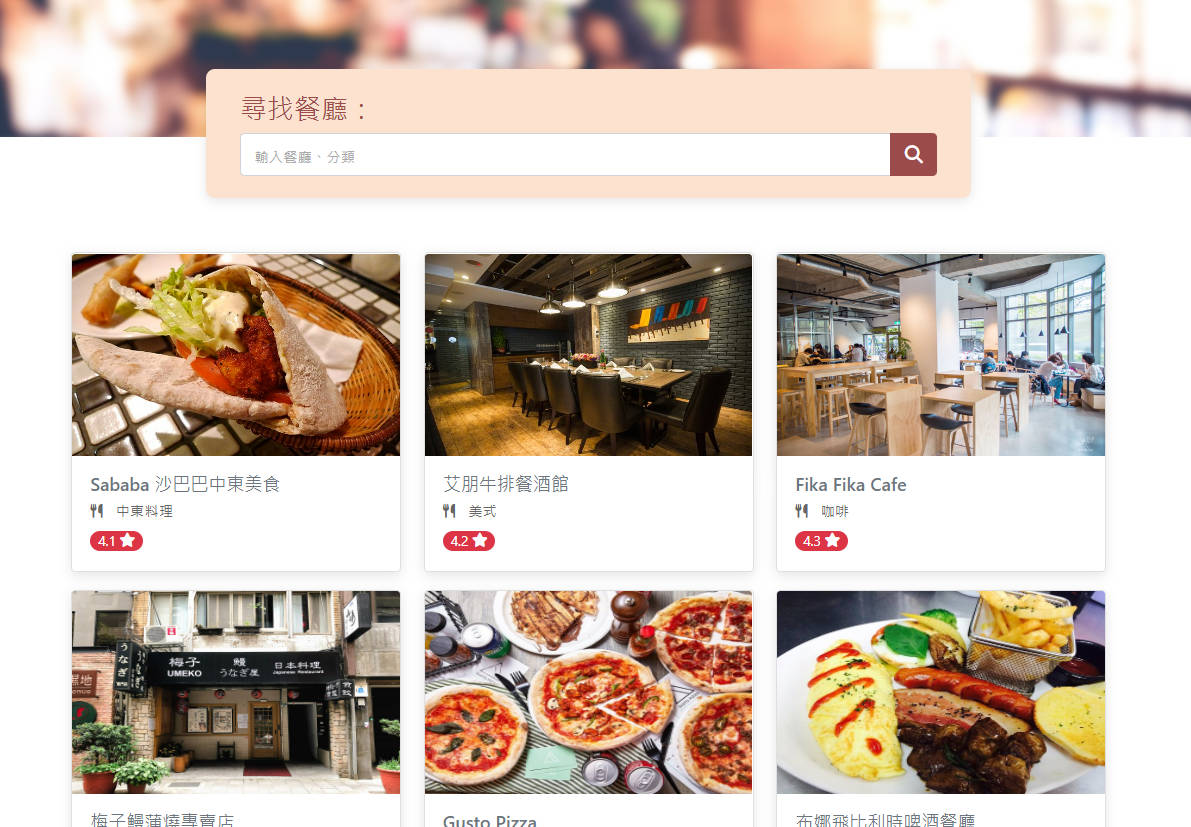 尋找餐廳：
輸入餐廳、分類
Sababa 沙巴巴中東美食
中東料理
4.1
艾朋牛排餐酒館
美式
4.2
Fika Fika Cafe
咖啡
4.3
うなぎ
梅子 鰻 日本料理
UMEKO うなぎ屋 Japanese Restaurant
梅子鰻蒲燒專賣店
Gusto Pizza
布娜飛比利時啤酒餐廳